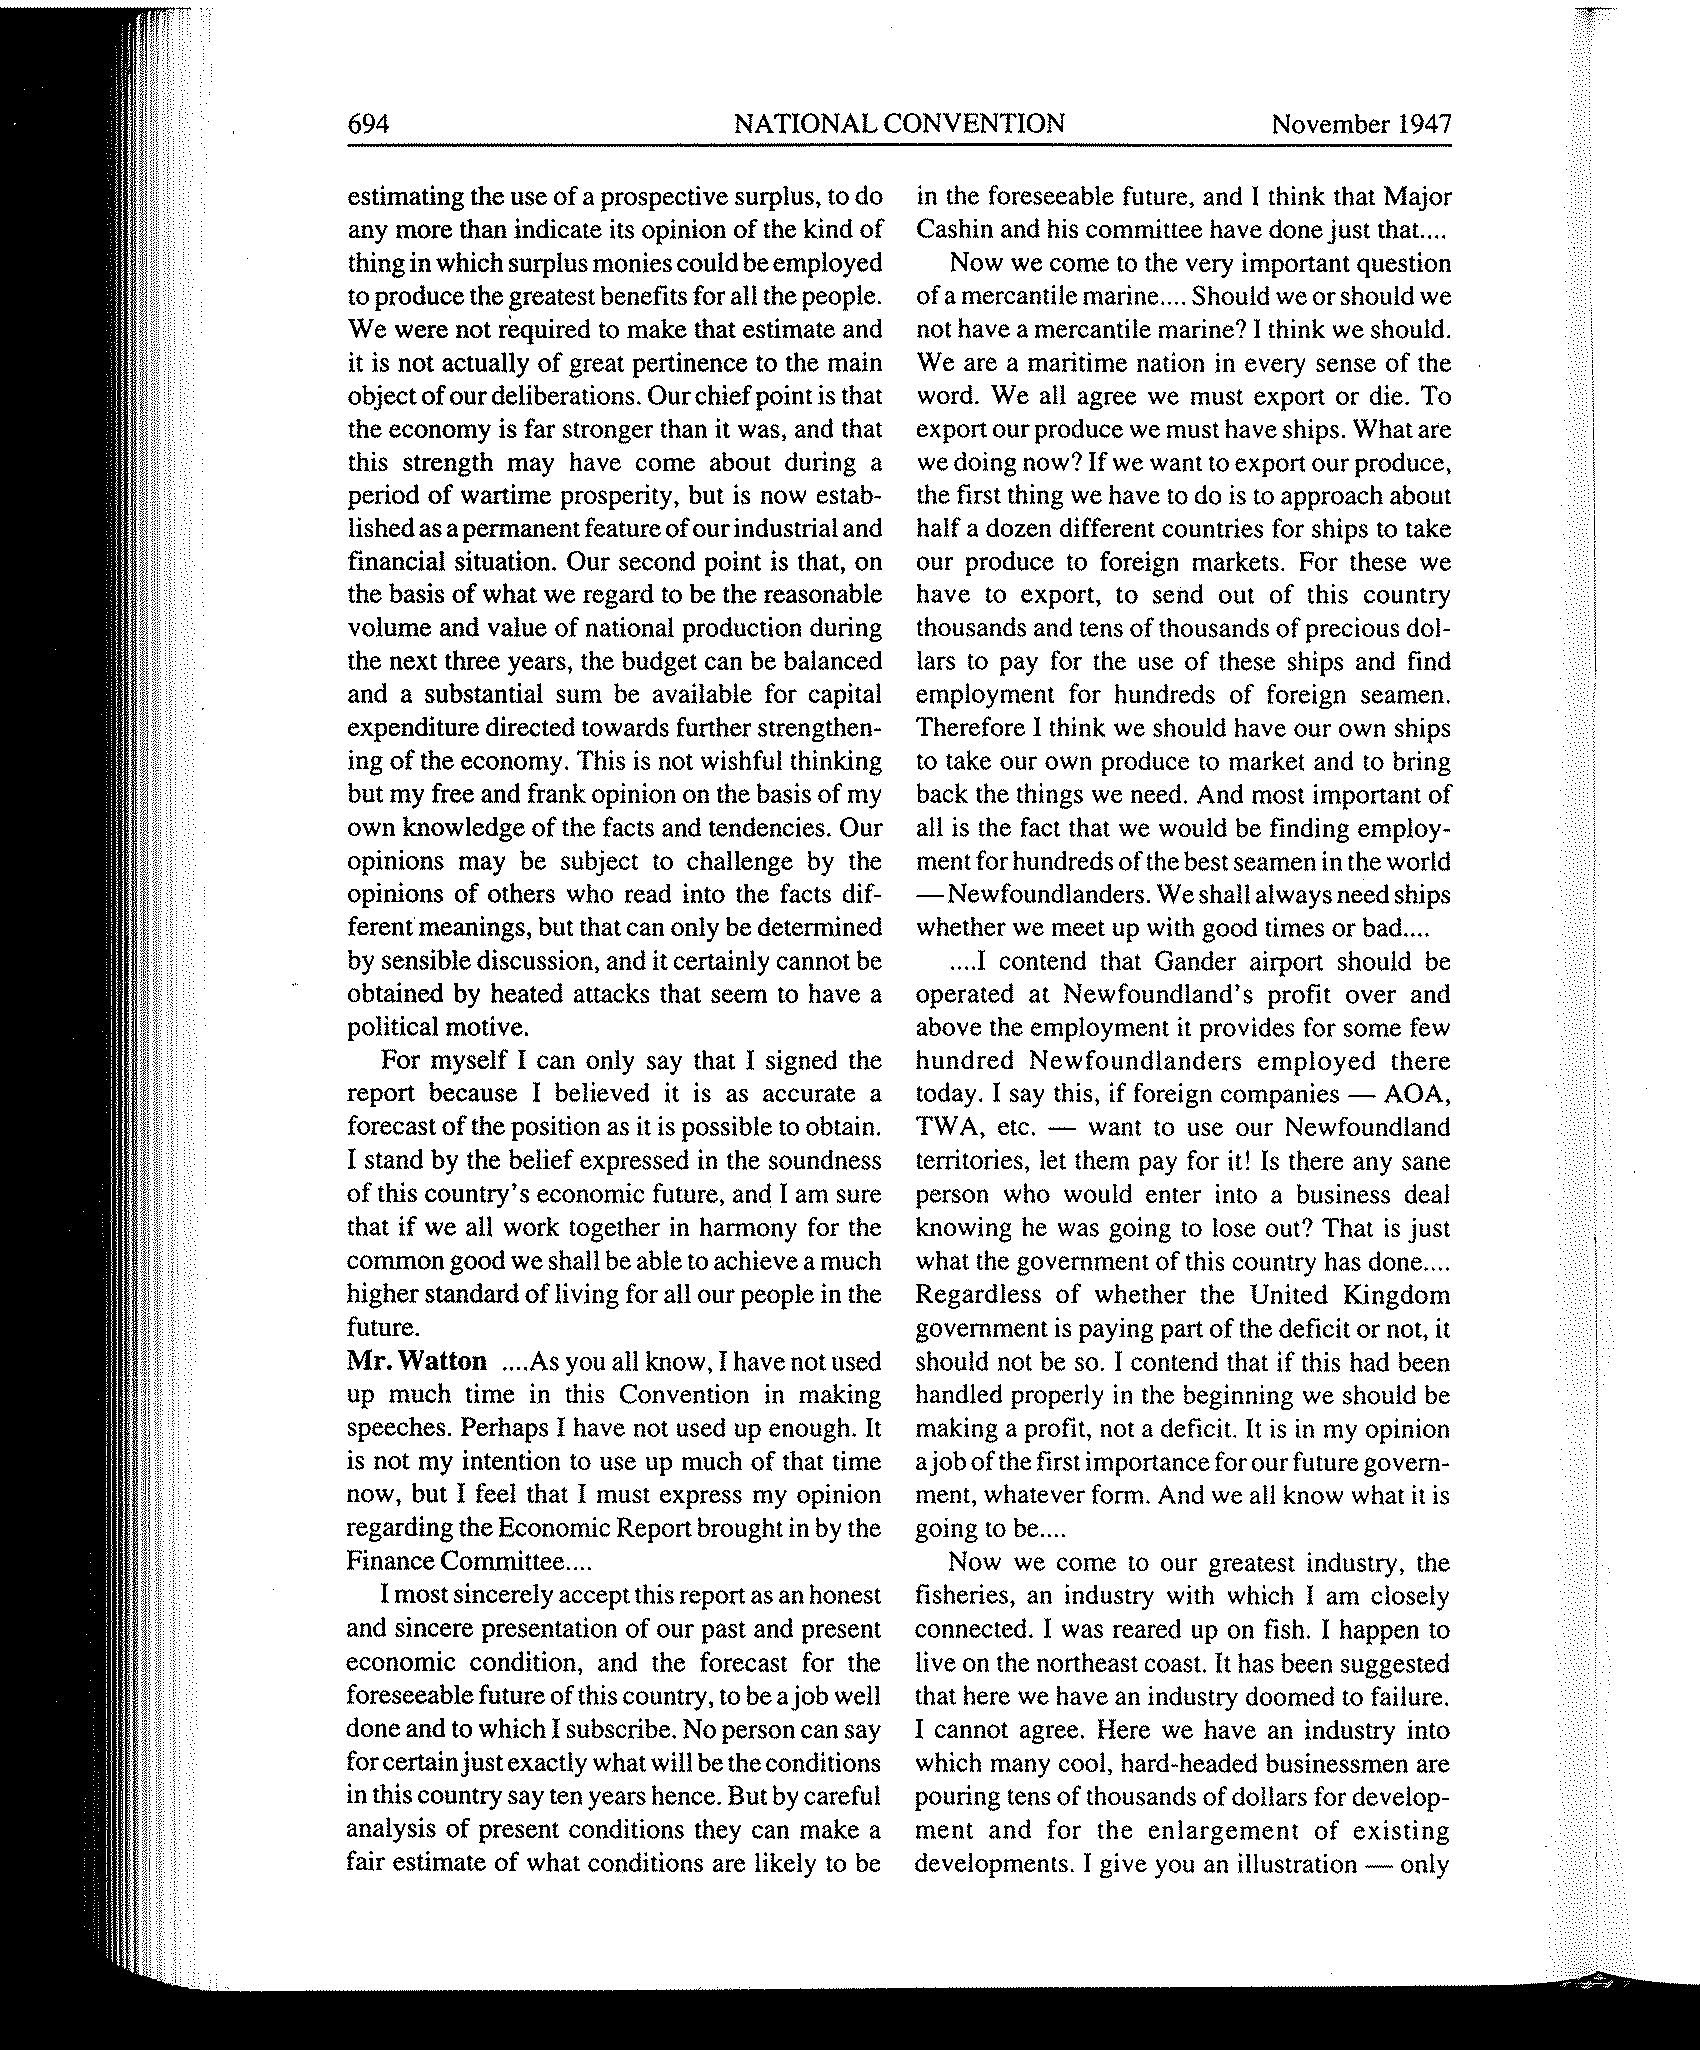 694 NATIONAL CONVENTION November 1947
estimating the use of a prospective surplus, to do
any more than indicate its opinion of the kind of
thing in which surplus monies could be employed
to produce the greatest benefits for all the people.
We were not required to make that estimate and
it is not actually of great pertinence to the main
object of our deliberations. Our chief point is that
the economy is far stronger than it was, and that
this strength may have come about during a
period of wartime prosperity, but is now estab-
lished as a permanent feature of our industrial and
financial situation. Our second point is that, on
the basis of what we regard to be the reasonable
volume and value of national production during
the next three years, the budget can be balanced
and a substantial sum be available for capital
expenditure directed towards further strengthen-
ing of the economy. This is not wishful thinking
but my free and frank opinion on the basis of my
own knowledge of the facts and tendencies. Our
opinions may be subject to challenge by the
opinions of others who read into the facts dif-
ferent meanings, but that can only be determined
by sensible discussion, and it certainly cannot be
obtained by heated attacks that seem to have a
political motive.
For myself I can only say that I signed the
report because I believed it is as accurate a
forecast of the position as it is possible to obtain.
I stand by the belief expressed in the soundness
of this country's economic future, and I am sure
that if we all work together in harmony for the
common good we shall be able to achieve a much
higher standard of living for all our people in the
future.
Mr. Watton ....As you all know, I have not used
up much time in this Convention in making
speeches. Perhaps I have not used up enough. It
is not my intention to use up much of that time
now, but I feel that I must express my opinion
regarding the Economic Report brought in by the
Finance Committee....
I most sincerely accept this report as an honest
and sincere presentation of our past and present
economic condition, and the forecast for the
foreseeable future of this country, to be a job well
done and to which I subscribe. No person can say
for certain just exactly what will be the conditions
in this country say ten years hence. But by careful
analysis of present conditions they can make a
fair estimate of what conditions are likely to be
in the foreseeable future, and I think that Major
Cashin and his committee have done just that....
Now we come to the very important question
of a mercantile marine.... Should we or should we
not have a mercantile marine? I think we should.
We are a maritime nation in every sense of the
word. We all agree we must export or die. To
export our produce we must have ships. What are
we doing now? If we want to export our produce,
the first thing we have to do is to approach about
half a dozen different countries for ships to take
our produce to foreign markets. For these we
have to export, to send out of this country
thousands and tens of thousands of precious dol-
lars to pay for the use of these ships and find
employment for hundreds of foreign seamen.
Therefore I think we should have our own ships
to take our own produce to market and to bring
back the things we need. And most important of
all is the fact that we would be finding employ-
ment for hundreds of the best seamen in the world
—Newfoundlanders. We shall always need ships
whether we meet up with good times or bad....
....I contend that Gander airport should be
operated at Newfoundland's profit over and
above the employment it provides for some few
hundred Newfoundlanders employed there
today. I say this, if foreign companies — AOA,
TWA, etc. — want to use our Newfoundland
territories, let them pay for it! Is there any sane
person who would enter into a business deal
knowing he was going to lose out? That is just
what the government of this country has done....
Regardless of whether the United Kingdom
government is paying part of the deficit or not, it
should not be so. I contend that if this had been
handled properly in the beginning we should be
making a profit, not a deficit. It is in my opinion
a job of the first importance for our future govern-
ment, whatever form. And we all know what it is
going to be....
Now we come to our greatest industry, the
fisheries, an industry with which I am closely
connected. I was reared up on fish. I happen to
live on the northeast coast. It has been suggested
that here we have an industry doomed to failure.
I cannot agree. Here we have an industry into
which many cool, hard-headed businessmen are
pouring tens of thousands of dollars for develop-
ment and for the enlargement of existing
developments. I give you an illustration — only